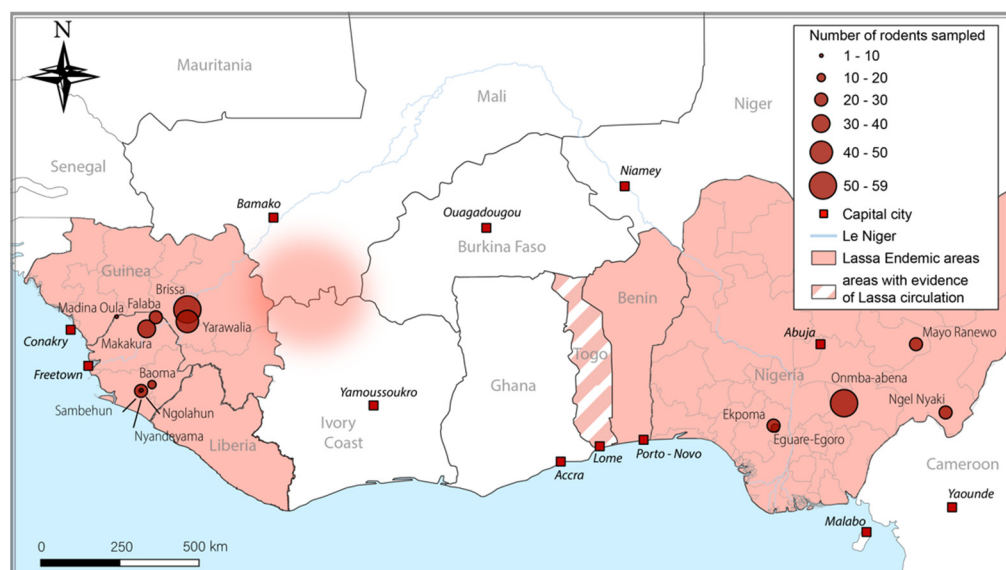 N
Mauritania
Mali
Niger
Senegal
Bamako
Niamey
Ouagadougou
Burkina Faso
Guinea
Brissa
Madina Oula
Falaba
Yarawalia
Makakura
Conakry
Freetown
Baoma
Sambehun
Ngolahun
Nyandeyama
Liberia
Yamoussoukro
Ivory
Coast
Ghana
Togo
Benin
Accra
Lome
Porto - Novo
Abuja
Nigeria
Mayo Ranewo
Onmba-abena
Ngel Nyaki
Ekpoma
Eguare-Egoro
Cameroon
Yaounde
Malabo
Number of rodents sampled
1 - 10
10 - 20
20 - 30
30 - 40
40 - 50
50 - 59
Capital city
Le Niger
Lassa Endemic areas
areas with evidence
of Lassa circulation
0 250 500 km